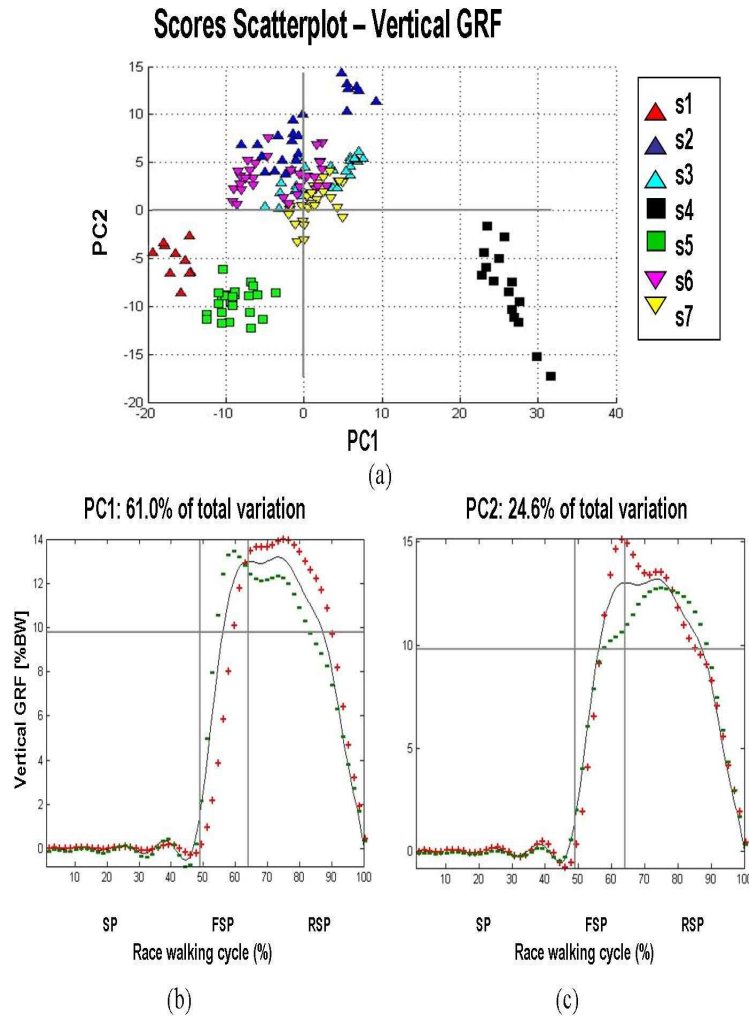 Scores Scatterplot – Vertical GRF
15
10
5
0
-5
-10
-15
-20
PC2
-20 -10 0 10 20 30 40
PC1
s1
s2
s3
s4
s5
s6
s7
(a)
PC1: 61.0% of total variation
14
12
10
8
6
4
2
0
Vertical GRF [%BW]
0 10 20 30 40 50 60 70 80 90 100
SP FSP RSP
Race walking cycle (%)
(b)
PC2: 24.6% of total variation
15
10
5
0
0 10 20 30 40 50 60 70 80 90 100
SP FSP RSP
Race walking cycle (%)
(c)